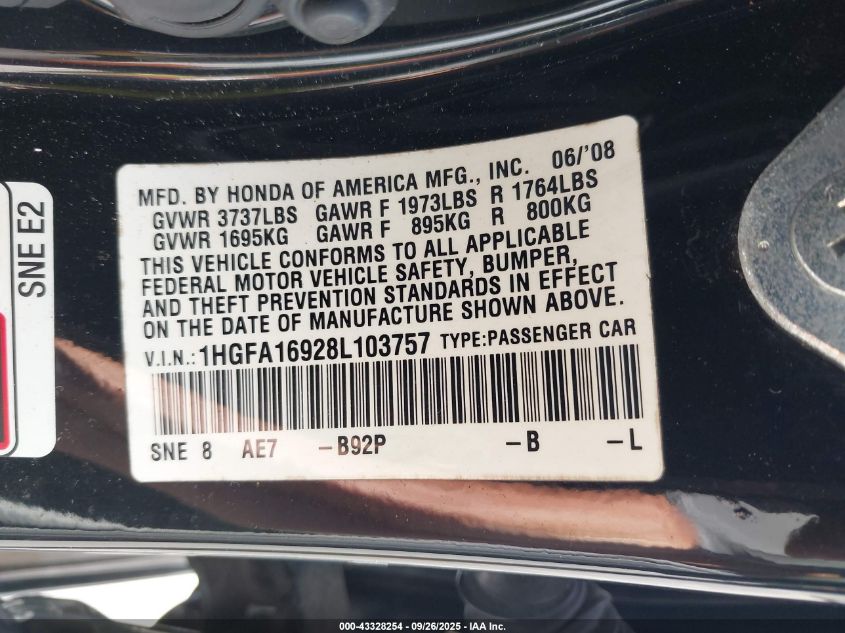 MFD. BY HONDA OF AMERICA MFG., INC. 06/'08
GVWR 3737LBS GAWR F 1973LBS R 1764LBS
GVWR 1695KG GAWR F 895KG R 800KG
THIS VEHICLE CONFORMS TO ALL APPLICABLE
FEDERAL MOTOR VEHICLE SAFETY, BUMPER,
AND THEFT PREVENTION STANDARDS IN EFFECT
ON THE DATE OF MANUFACTURE SHOWN ABOVE.
V.I.N.: 1HGFA16928L103757 TYPE:PASSENGER CAR
SNE 8 AE7 -B92P -B -L
SNE E2
000-43328254 - 09/26/2025 - IAA Inc.